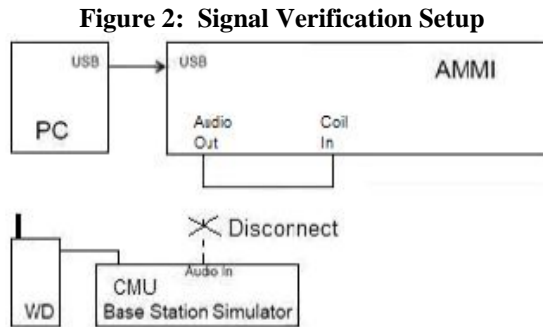 Figure 2:  Signal Verification Setup
USB
USB
AMMI
PC
Audio
Out
Coil
In
Disconnect
Audio In
CMU
WD
Base Station Simulator